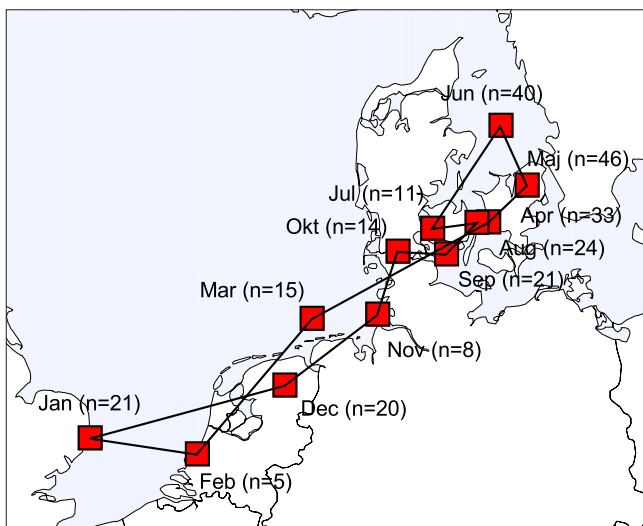 Jun (n=40)
Maj (n=46)
Jul (n=11)
Apr (n=33)
Okt (n=14)
Aug (n=24)
Sep (n=21)
Mar (n=15)
Nov (n=8)
Jan (n=21)
Dec (n=20)
Feb (n=5)